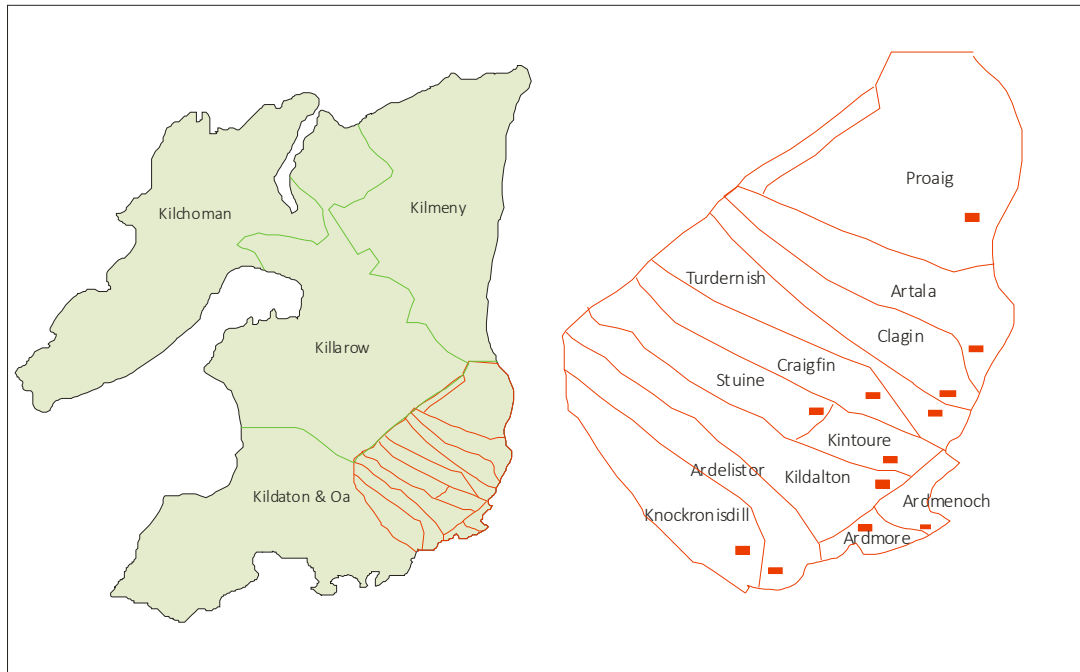 Kilchoman
Kilmeny
Killarow
Kildaton & Oa
Proaig
Turdernish
Artala
Clagin
Craigfin
Stuine
Kintoure
Ardelistor
Kildalton
Ardmenoch
Knockronisdill
Ardmore